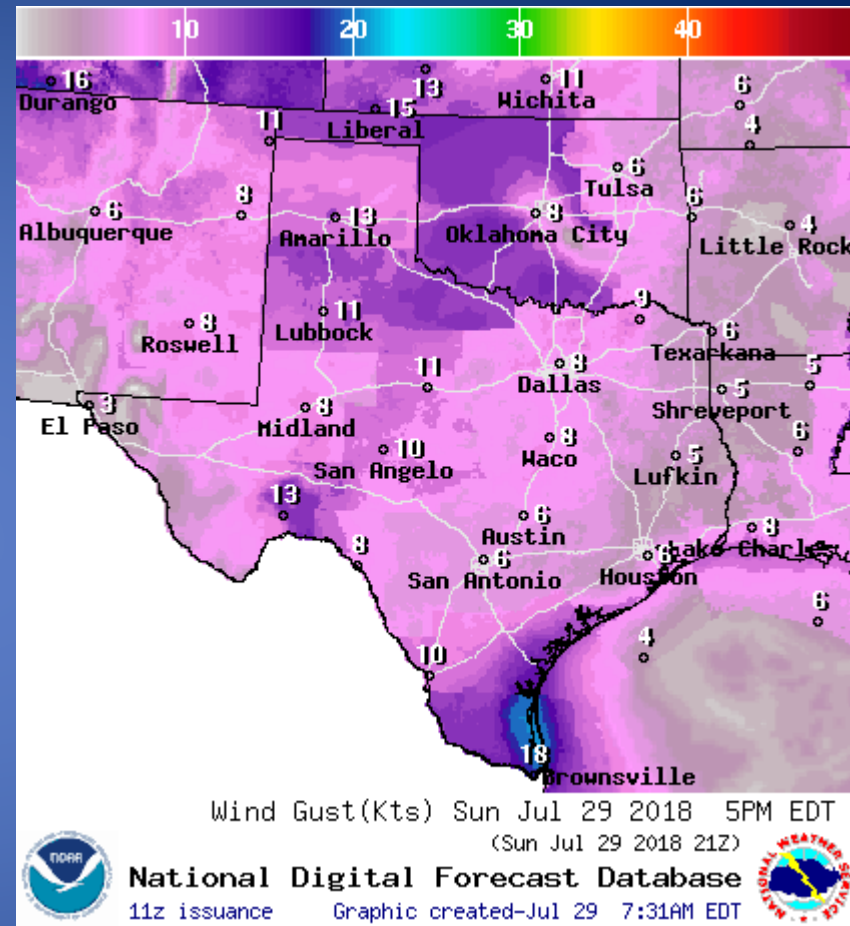 10 20 30 40
16 13 11 6
Durango Wichita
15
Liberal
11 4
6
Tulsa
6 8 13 8 6 4
Albuquerque Amarillo Oklahoma City Little Rock
8 11 9 6
Roswell Lubbock Texarkana
11 8 5
Dallas
3 8 5
El Paso Midland Shreveport
10 8 5 6
San Angelo Waco Lufkin
13 6 8
Austin
8 6 6 Lake Charles
San Antonio Houston
6
10 4
18
Brownsville
Wind Gust(Kts) Sun Jul 29 2018 5PM EDT
(Sun Jul 29 2018 21Z)
National Digital Forecast Database
11z issuance Graphic created-Jul 29 7:31AM EDT
NOAA
NATIONAL WEATHER SERVICE